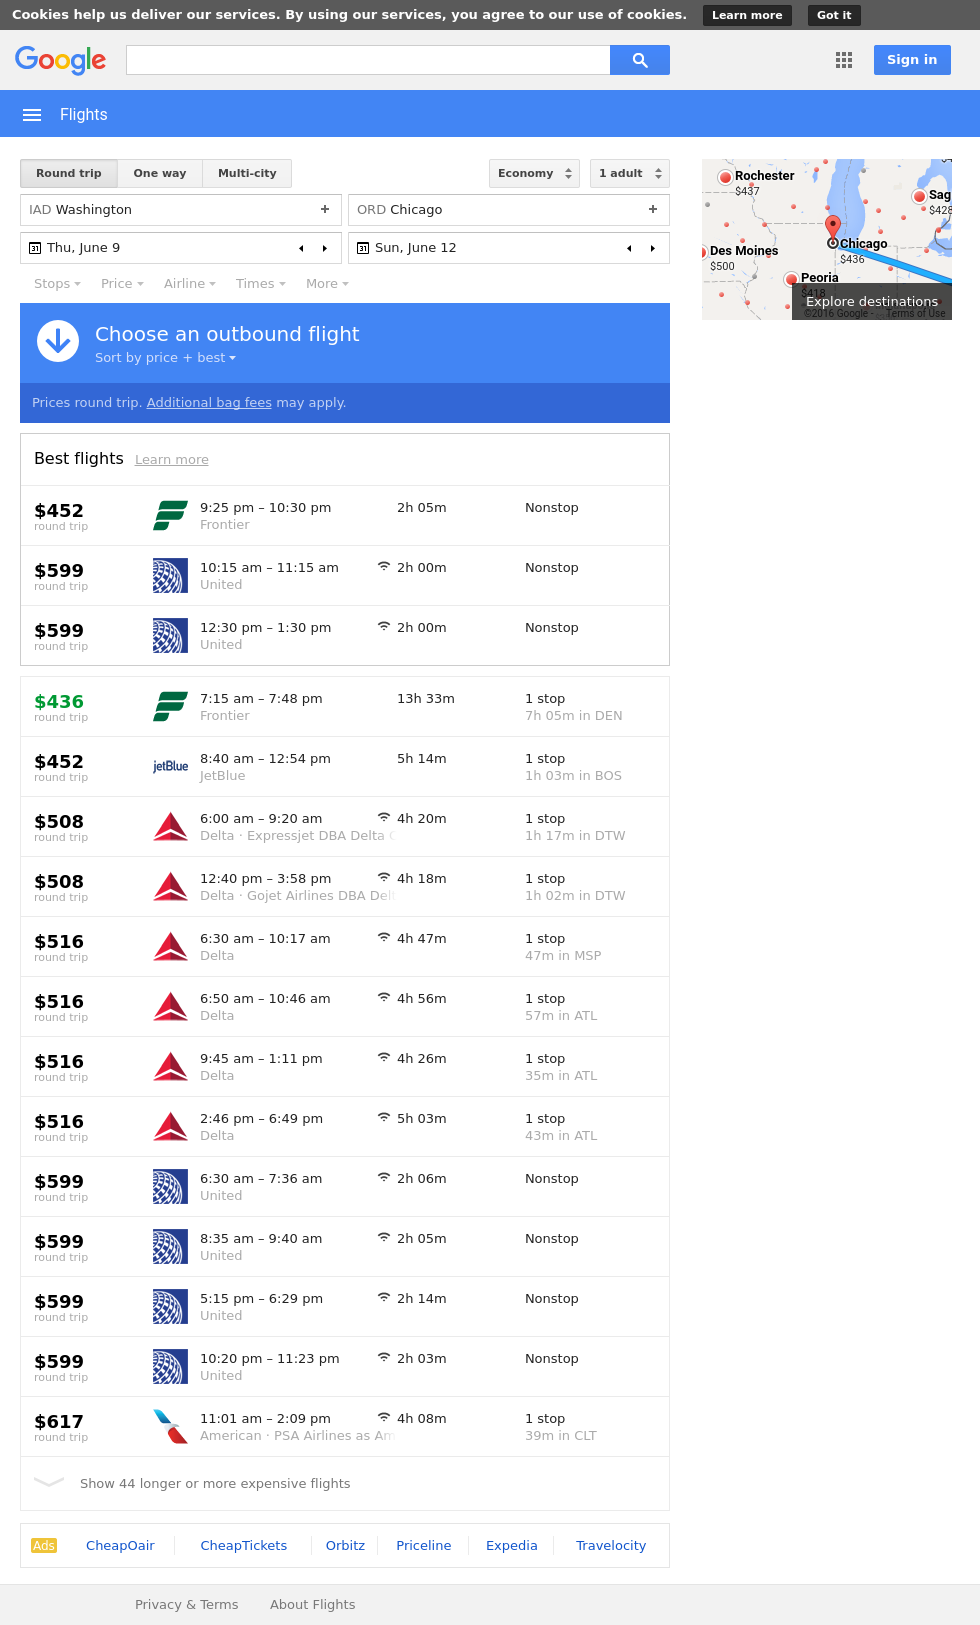 Cookies help us deliver our services. By using our services, you agree to our use of cookies. Learn more Got it
Google Sign in
Flights
Round trip One way Multi-city Economy 1 adult
IAD Washington + ORD Chicago +
31 Thu, June 9 31 Sun, June 12
Stops Price Airline Times More
Choose an outbound flight
Sort by price + best
Prices round trip. Additional bag fees may apply.
Rochester
$437
Sag
$428
Des Moines
$500
Chicago
$436
Peoria
$418
Explore destinations
©2016 Google - Terms of Use
Best flights Learn more
$452 9:25 pm – 10:30 pm 2h 05m Nonstop
round trip Frontier
$599 10:15 am – 11:15 am 2h 00m Nonstop
round trip United
$599 12:30 pm – 1:30 pm 2h 00m Nonstop
round trip United
$436 7:15 am – 7:48 pm 13h 33m 1 stop
round trip Frontier 7h 05m in DEN
$452 jetBlue 8:40 am – 12:54 pm 5h 14m 1 stop
round trip JetBlue 1h 03m in BOS
$508 6:00 am – 9:20 am 4h 20m 1 stop
round trip Delta · Expressjet DBA Delta C 1h 17m in DTW
$508 12:40 pm – 3:58 pm 4h 18m 1 stop
round trip Delta · Gojet Airlines DBA Delt 1h 02m in DTW
$516 6:30 am – 10:17 am 4h 47m 1 stop
round trip Delta 47m in MSP
$516 6:50 am – 10:46 am 4h 56m 1 stop
round trip Delta 57m in ATL
$516 9:45 am – 1:11 pm 4h 26m 1 stop
round trip Delta 35m in ATL
$516 2:46 pm – 6:49 pm 5h 03m 1 stop
round trip Delta 43m in ATL
$599 6:30 am – 7:36 am 2h 06m Nonstop
round trip United
$599 8:35 am – 9:40 am 2h 05m Nonstop
round trip United
$599 5:15 pm – 6:29 pm 2h 14m Nonstop
round trip United
$599 10:20 pm – 11:23 pm 2h 03m Nonstop
round trip United
$617 11:01 am – 2:09 pm 4h 08m 1 stop
round trip American · PSA Airlines as Am 39m in CLT
Show 44 longer or more expensive flights
Ads CheapOair CheapTickets Orbitz Priceline Expedia Travelocity
Privacy & Terms About Flights